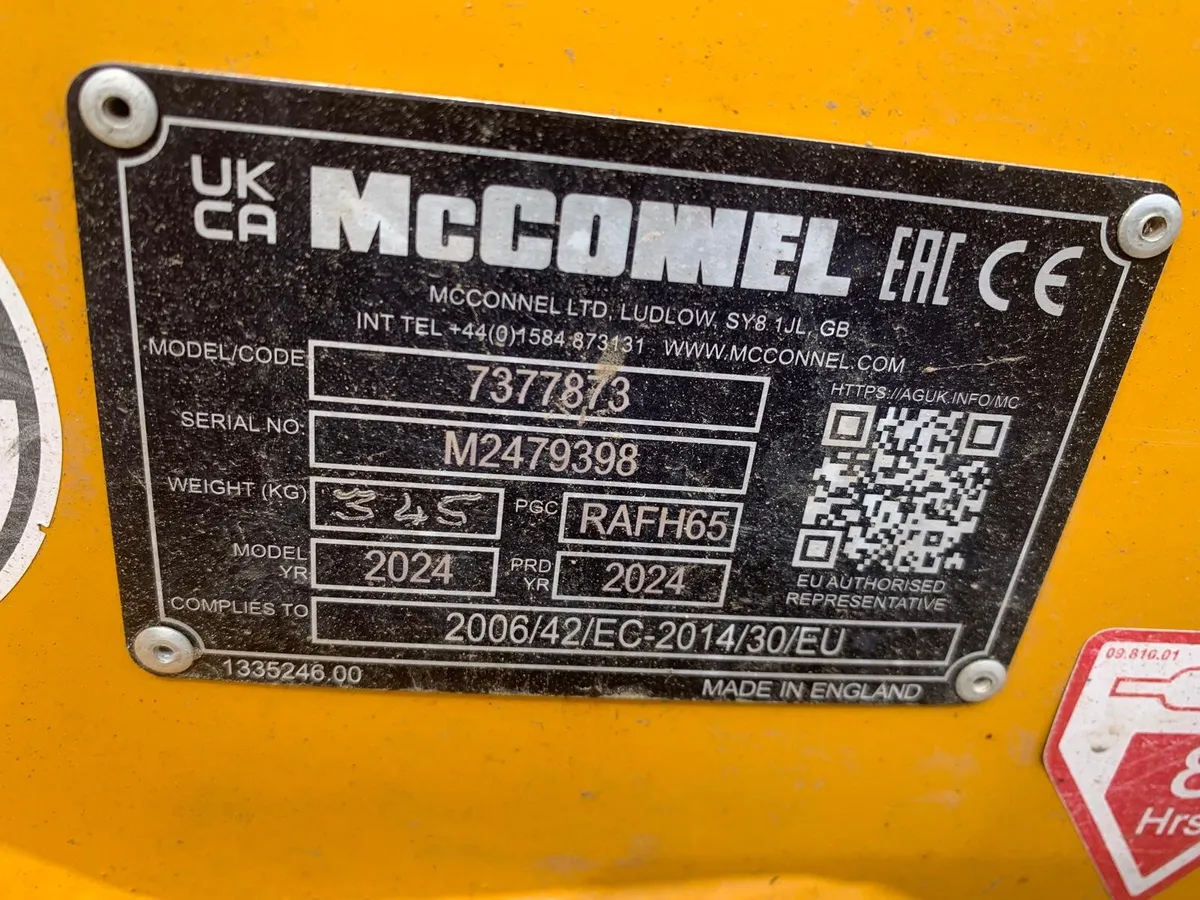 UK
CA
McCONNEL EAC CE
MCCONNEL LTD, LUDLOW, SY8 1JL, GB
INT TEL +44(0)1584 873131 WWW.MCCONNEL.COM
MODEL/CODE 7377873
HTTPS://AGUK.INFO/MC
SERIAL NO: M2479398
WEIGHT (KG) 345 PGC RAFH65
MODEL YR 2024 PRD YR 2024
EU AUTHORISED
REPRESENTATIVE
COMPLIES TO 2006/42/EC-2014/30/EU
1335246.00 MADE IN ENGLAND
09.816.01
8
Hrs